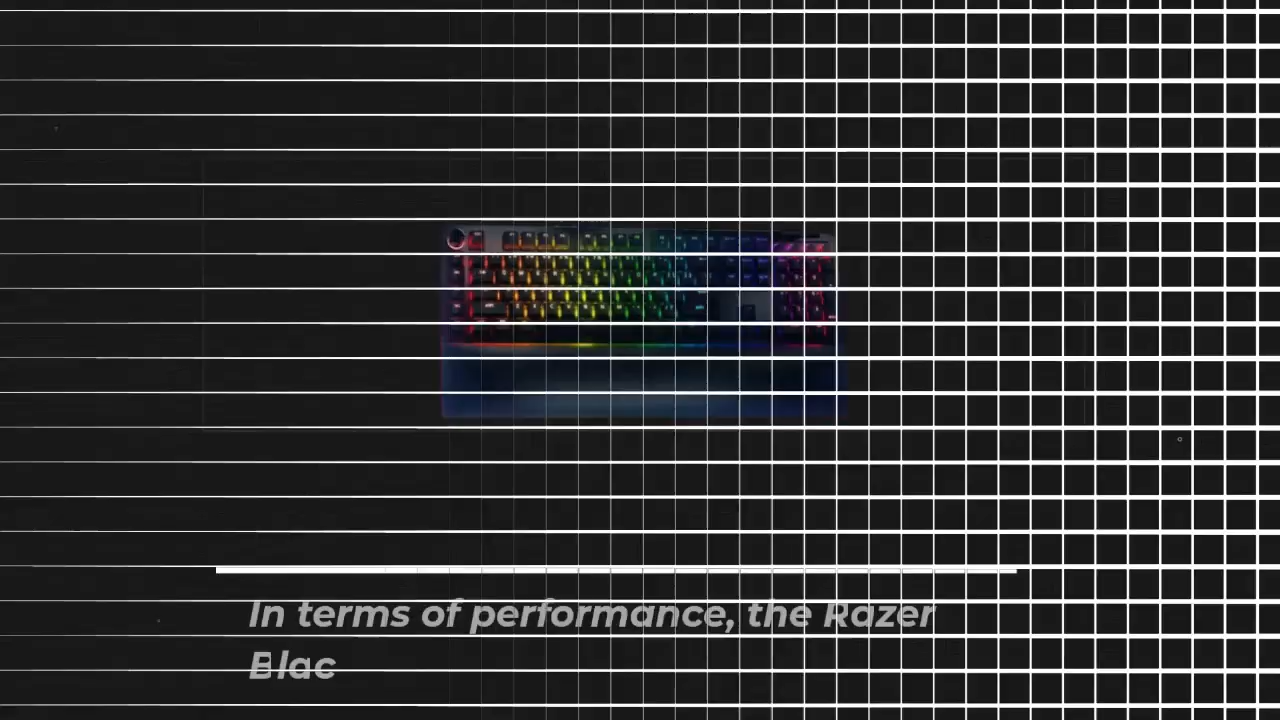 In terms of performance, the Razer
Blac